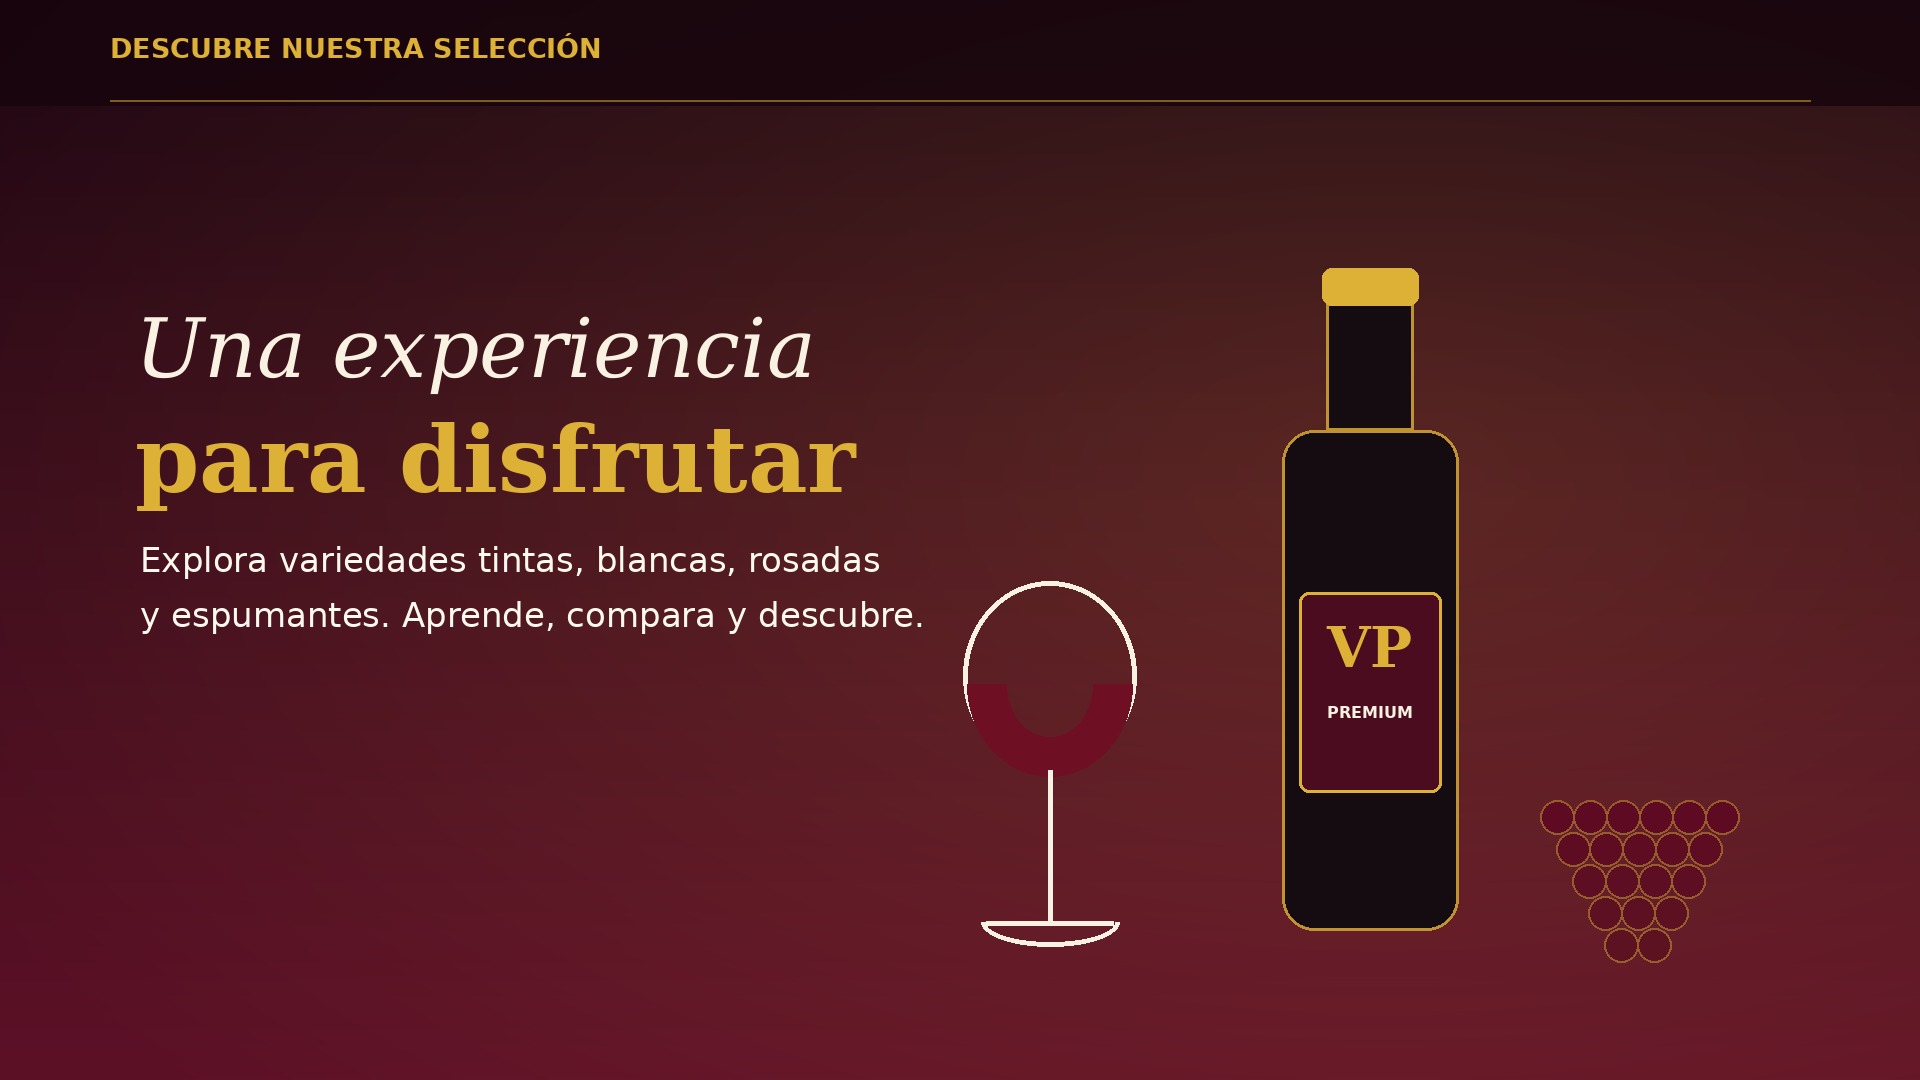 DESCUBRE NUESTRA SELECCIÓN
Una experiencia
para disfrutar
Explora variedades tintas, blancas, rosadas
y espumantes. Aprende, compara y descubre.
VP
PREMIUM